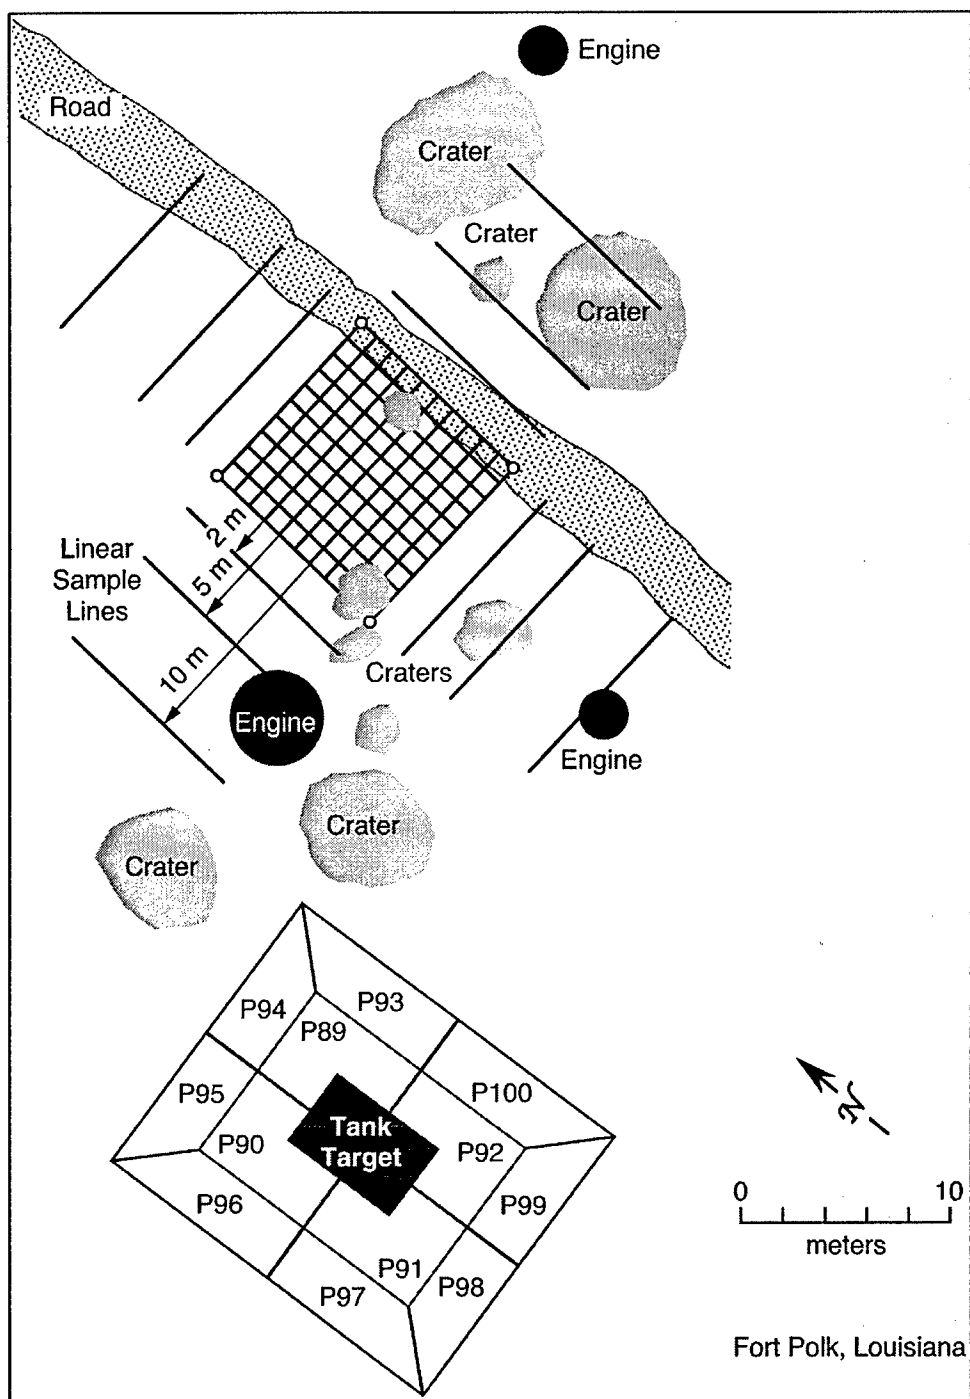 Engine
Road
Crater
Crater
Crater
2 m
Linear
Sample
Lines
5 m
10 m
Craters
Engine
Engine
Crater
Crater
P94
P93
P89
P95
P100
Tank
Target
P90
P92
P96
P99
P91
P98
P97
N
0
10
meters
Fort Polk, Louisiana